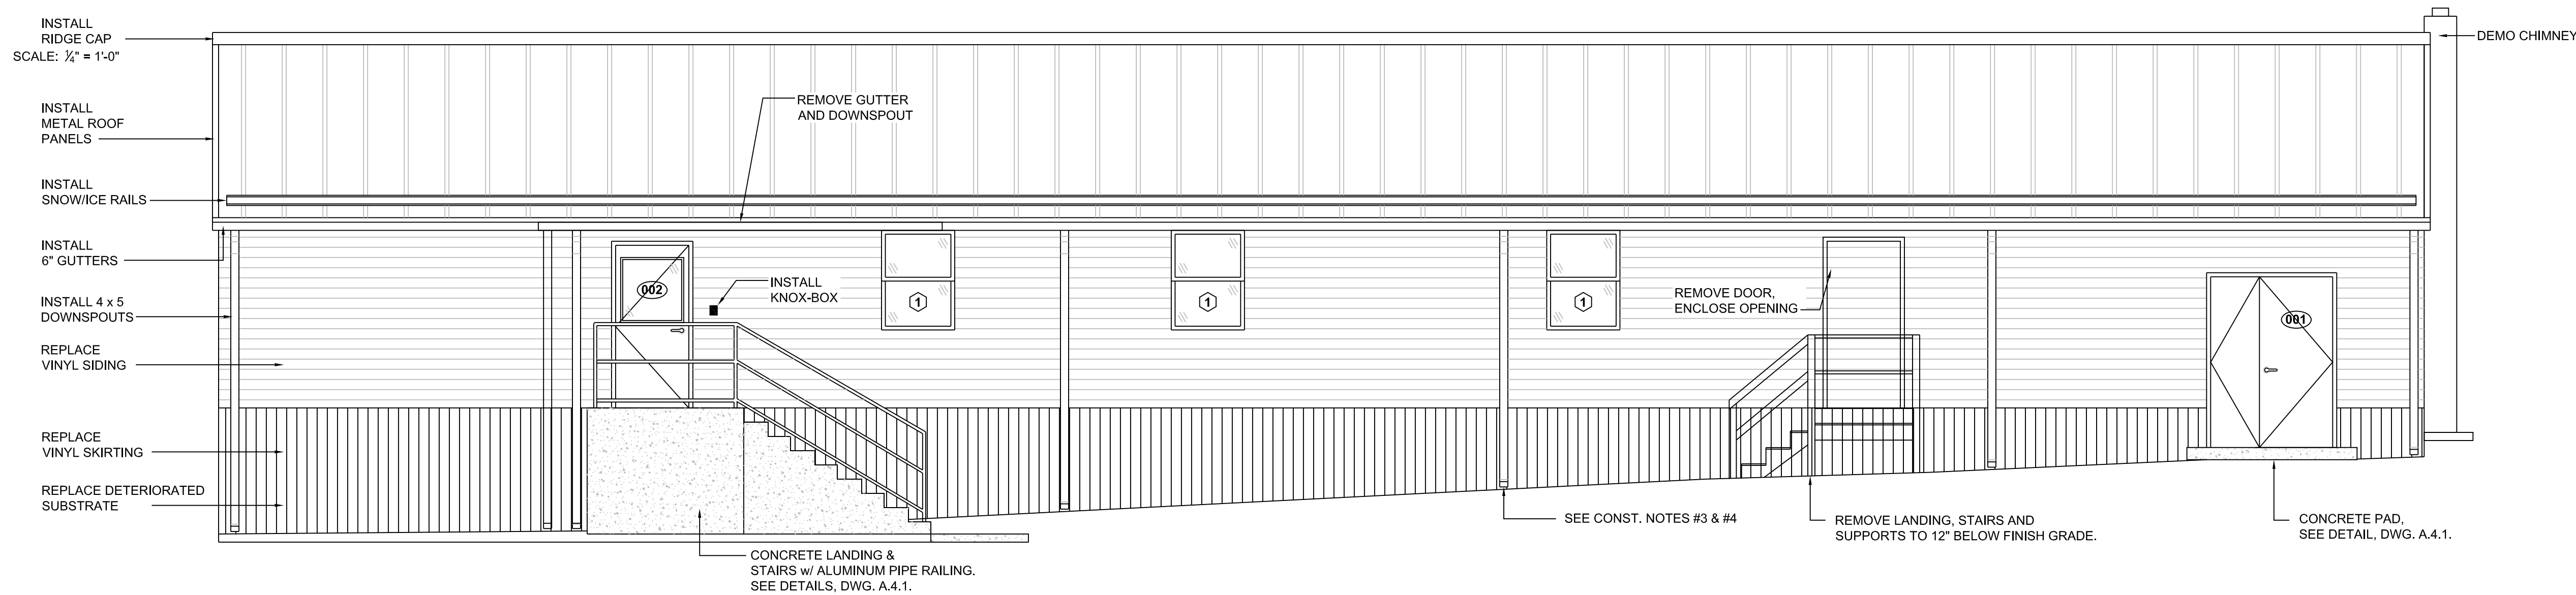 INSTALL
RIDGE CAP
SCALE: ¼" = 1'-0"
DEMO CHIMNEY
INSTALL
METAL ROOF
PANELS
REMOVE GUTTER
AND DOWNSPOUT
INSTALL
SNOW/ICE RAILS
INSTALL
6" GUTTERS
INSTALL 4 x 5
DOWNSPOUTS
REPLACE
VINYL SIDING
REPLACE
VINYL SKIRTING
REPLACE DETERIORATED
SUBSTRATE
002
INSTALL
KNOX-BOX
1
1
1
REMOVE DOOR,
ENCLOSE OPENING
001
CONCRETE LANDING &
STAIRS w/ ALUMINUM PIPE RAILING.
SEE DETAILS, DWG. A.4.1.
SEE CONST. NOTES #3 & #4
REMOVE LANDING, STAIRS AND
SUPPORTS TO 12" BELOW FINISH GRADE.
CONCRETE PAD,
SEE DETAIL, DWG. A.4.1.